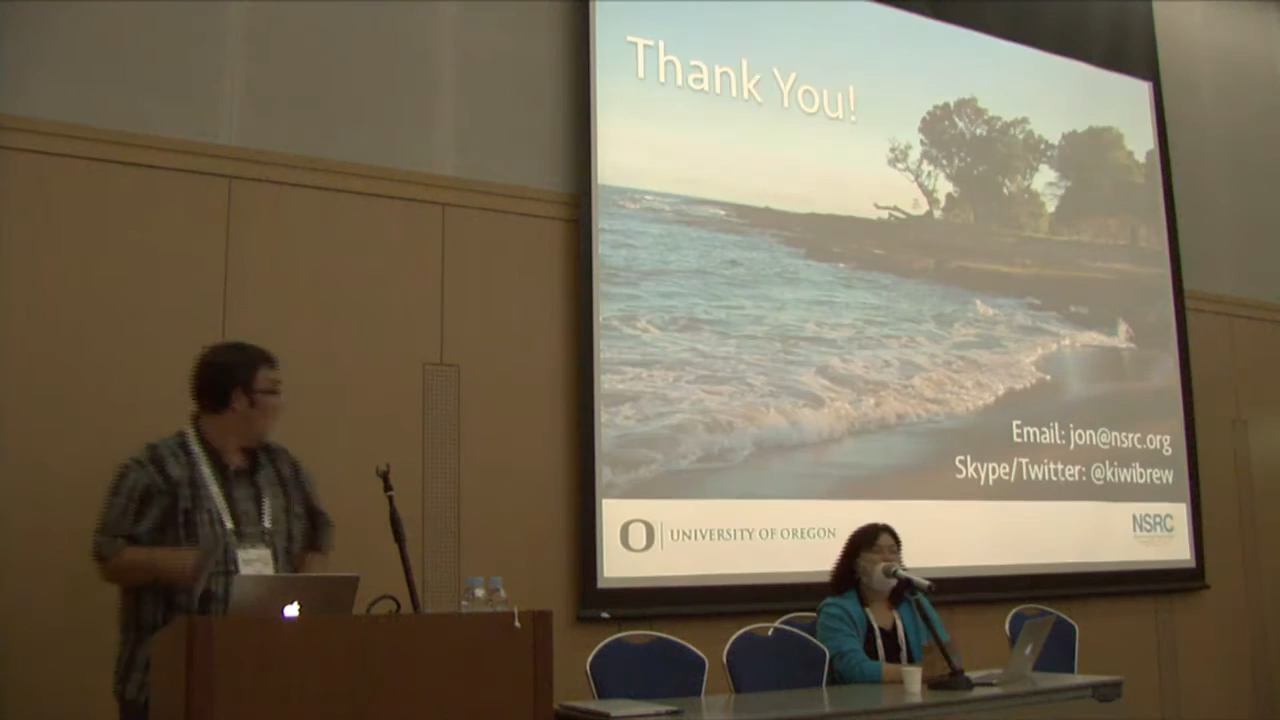 Thank You!
Email: jon@nsrc.org
Skype/Twitter: @kiwibrew
O UNIVERSITY OF OREGON
NSRC